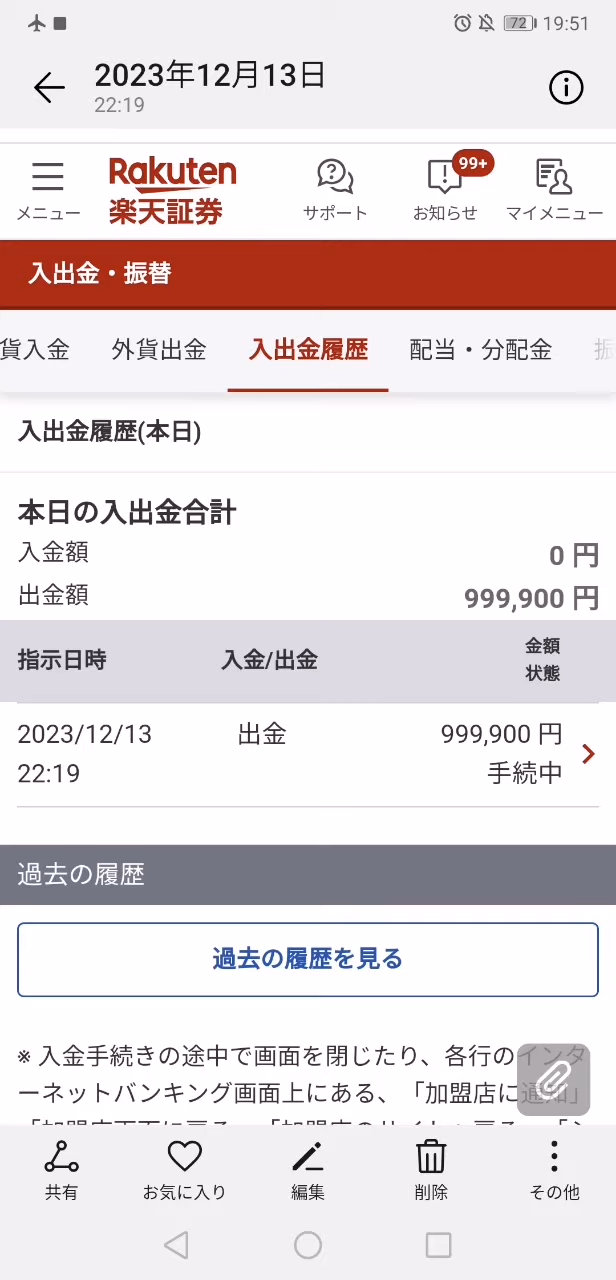 72 19:51
2023年12月13日
22:19
メニュー
Rakuten
楽天証券
サポート
99+
お知らせ
マイメニュー
入出金・振替
貨入金 外貨出金 入出金履歴 配当・分配金 振
入出金履歴(本日)
本日の入出金合計
入金額 0 円
出金額 999,900 円
指示日時 入金/出金 金額
状態
2023/12/13 出金 999,900 円
22:19 手続中
過去の履歴
過去の履歴を見る
※ 入金手続きの途中で画面を閉じたり、各行のインタ
ーネットバンキング画面上にある、「加盟店に通知」
共有 お気に入り 編集 削除 その他